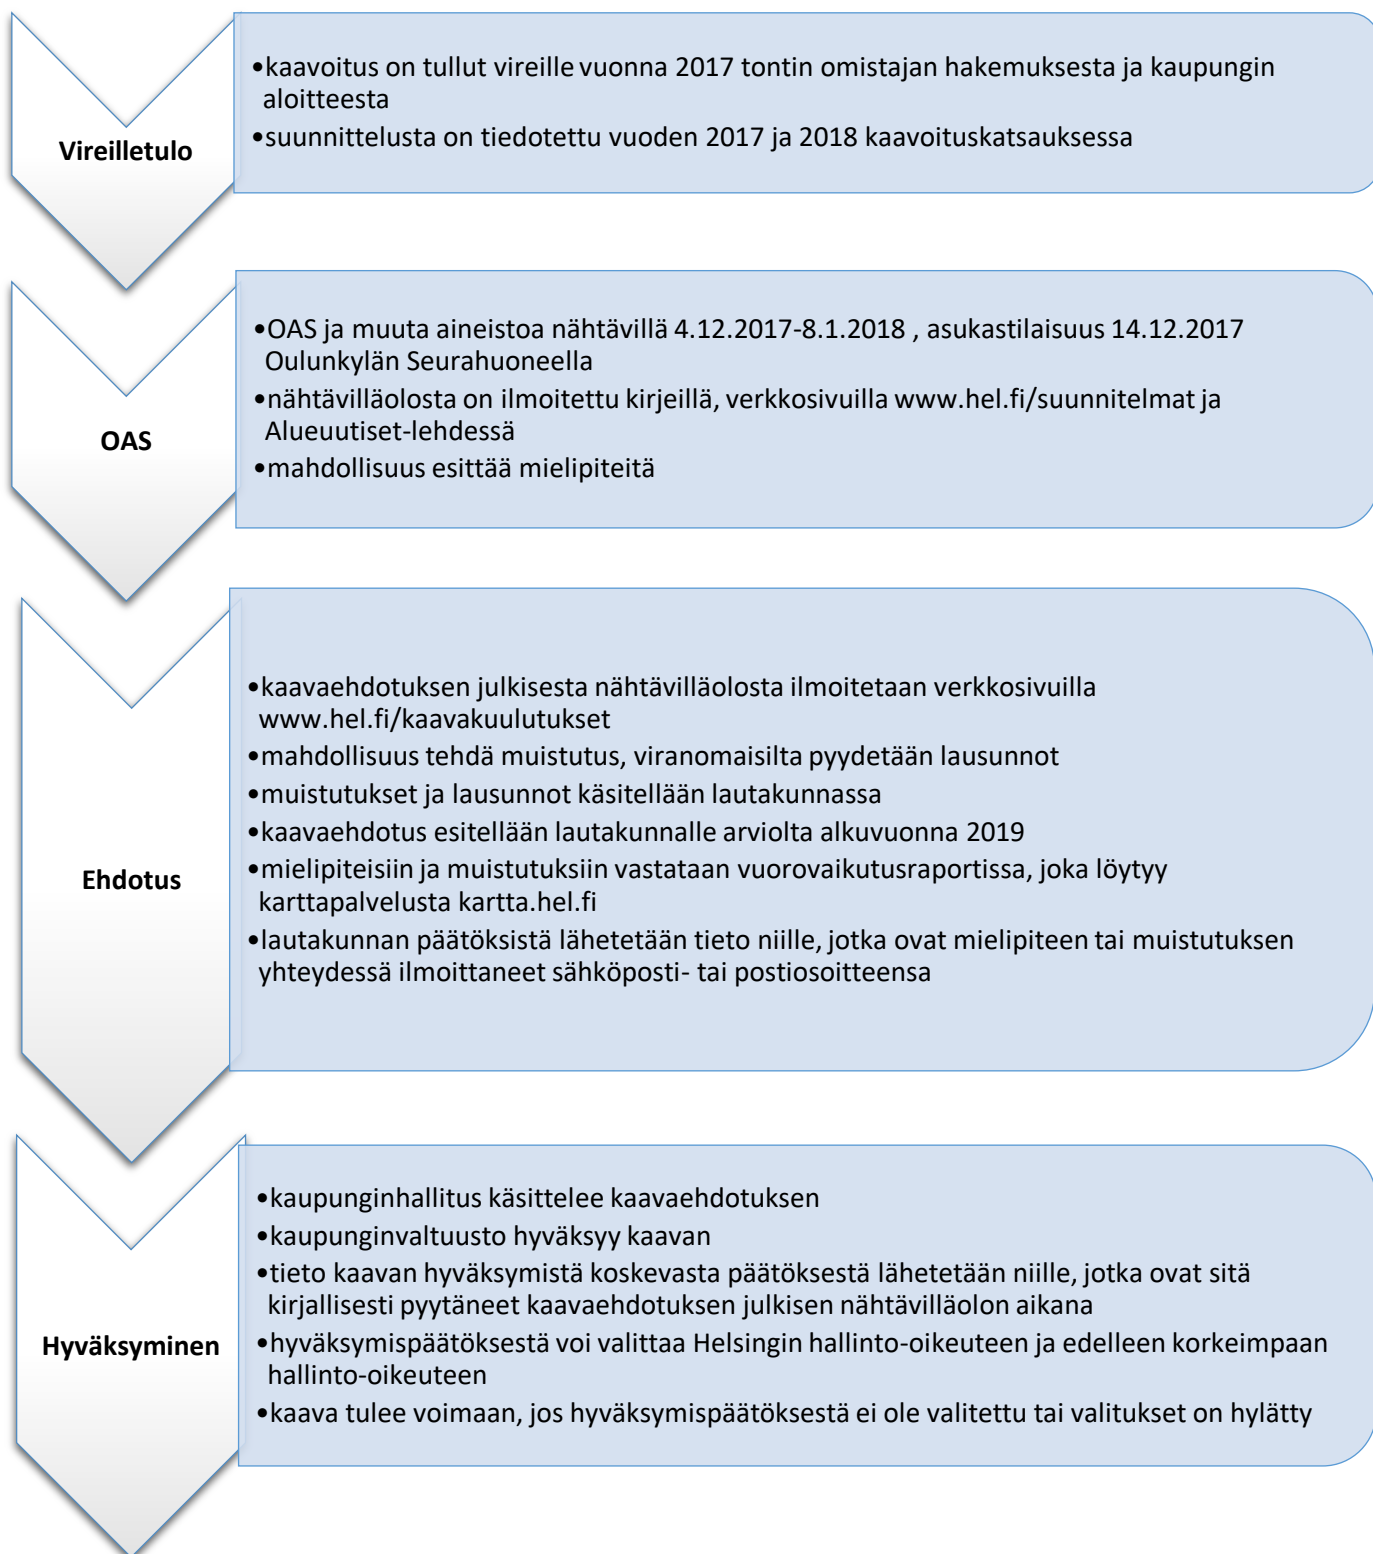 Vireilletulo
•kaavoitus on tullut vireille vuonna 2017 tontin omistajan hakemuksesta ja kaupungin
aloitteesta
•suunnittelusta on tiedotettu vuoden 2017 ja 2018 kaavoituskatsauksessa
OAS
•OAS ja muuta aineistoa nähtävillä 4.12.2017-8.1.2018 , asukastilaisuus 14.12.2017
Oulunkylän Seurahuoneella
•nähtävilläolosta on ilmoitettu kirjeillä, verkkosivuilla www.hel.fi/suunnitelmat ja
Alueuutiset-lehdessä
•mahdollisuus esittää mielipiteitä
Ehdotus
•kaavaehdotuksen julkisesta nähtävilläolosta ilmoitetaan verkkosivuilla
www.hel.fi/kaavakuulutukset
•mahdollisuus tehdä muistutus, viranomaisilta pyydetään lausunnot
•muistutukset ja lausunnot käsitellään lautakunnassa
•kaavaehdotus esitellään lautakunnalle arviolta alkuvuonna 2019
•mielipiteisiin ja muistutuksiin vastataan vuorovaikutusraportissa, joka löytyy
karttapalvelusta kartta.hel.fi
•lautakunnan päätöksistä lähetetään tieto niille, jotka ovat mielipiteen tai muistutuksen
yhteydessä ilmoittaneet sähköposti- tai postiosoitteensa
Hyväksyminen
•kaupunginhallitus käsittelee kaavaehdotuksen
•kaupunginvaltuusto hyväksyy kaavan
•tieto kaavan hyväksymistä koskevasta päätöksestä lähetetään niille, jotka ovat sitä
kirjallisesti pyytäneet kaavaehdotuksen julkisen nähtävilläolon aikana
•hyväksymispäätöksestä voi valittaa Helsingin hallinto-oikeuteen ja edelleen korkeimpaan
hallinto-oikeuteen
•kaava tulee voimaan, jos hyväksymispäätöksestä ei ole valitettu tai valitukset on hylätty